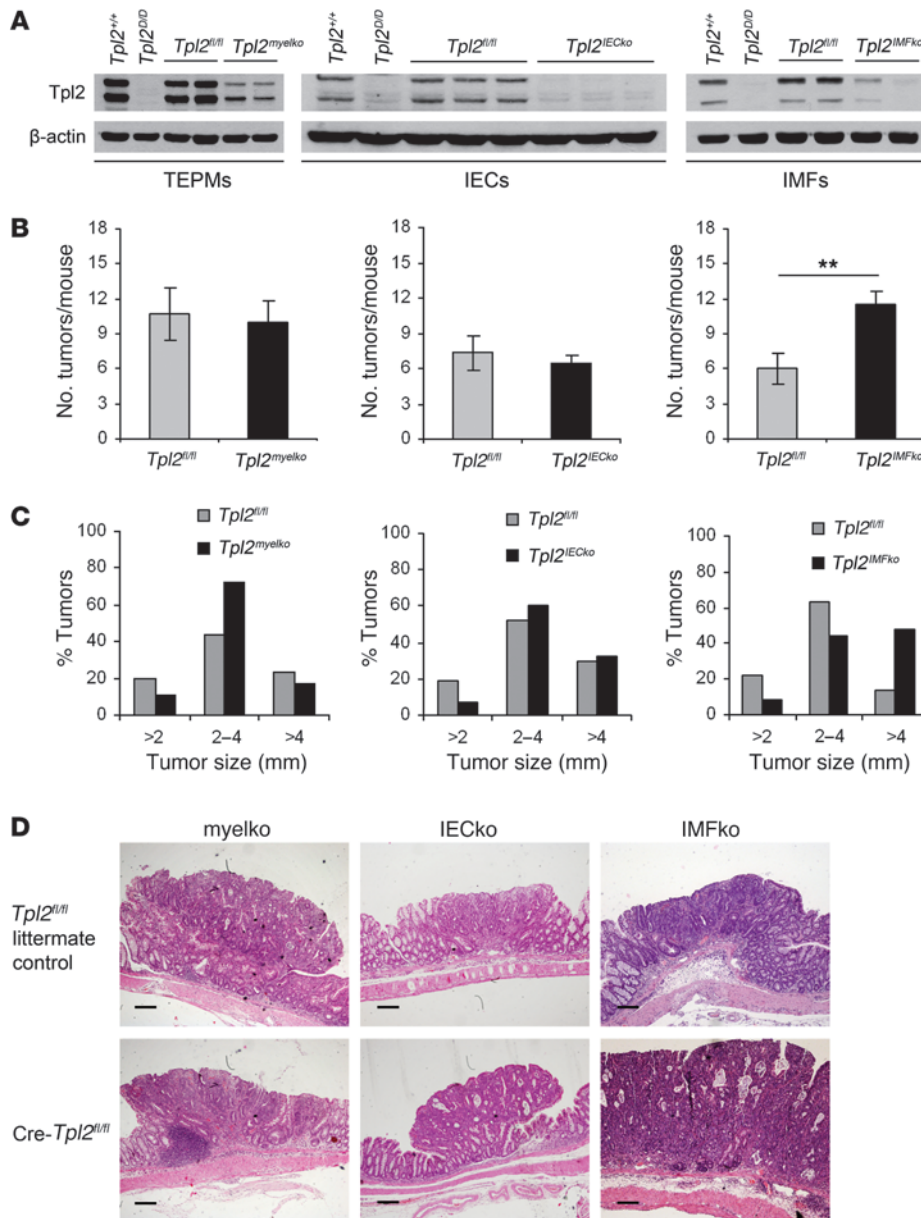 A
Tpl2+/+ Tpl2D/D Tpl2fl/fl Tpl2myelko Tpl2+/+ Tpl2D/D Tpl2fl/fl Tpl2IECko Tpl2+/+ Tpl2D/D Tpl2fl/fl Tpl2IMFko
Tpl2
β-actin
TEPMs IECs IMFs
B
No. tumors/mouse
18
15
12
9
6
3
0
Tpl2fl/fl Tpl2myelko
No. tumors/mouse
18
15
12
9
6
3
0
Tpl2fl/fl Tpl2IECko
No. tumors/mouse
18
15
12
9
6
3
0
**
Tpl2fl/fl Tpl2IMFko
C
% Tumors
100
80
60
40
20
0
Tpl2fl/fl
Tpl2myelko
>2 2–4 >4
Tumor size (mm)
% Tumors
100
80
60
40
20
0
Tpl2fl/fl
Tpl2IECko
>2 2–4 >4
Tumor size (mm)
% Tumors
100
80
60
40
20
0
Tpl2fl/fl
Tpl2IMFko
>2 2–4 >4
Tumor size (mm)
D
myelko IECko IMFko
Tpl2fl/fl
littermate
control
Cre-Tpl2fl/fl